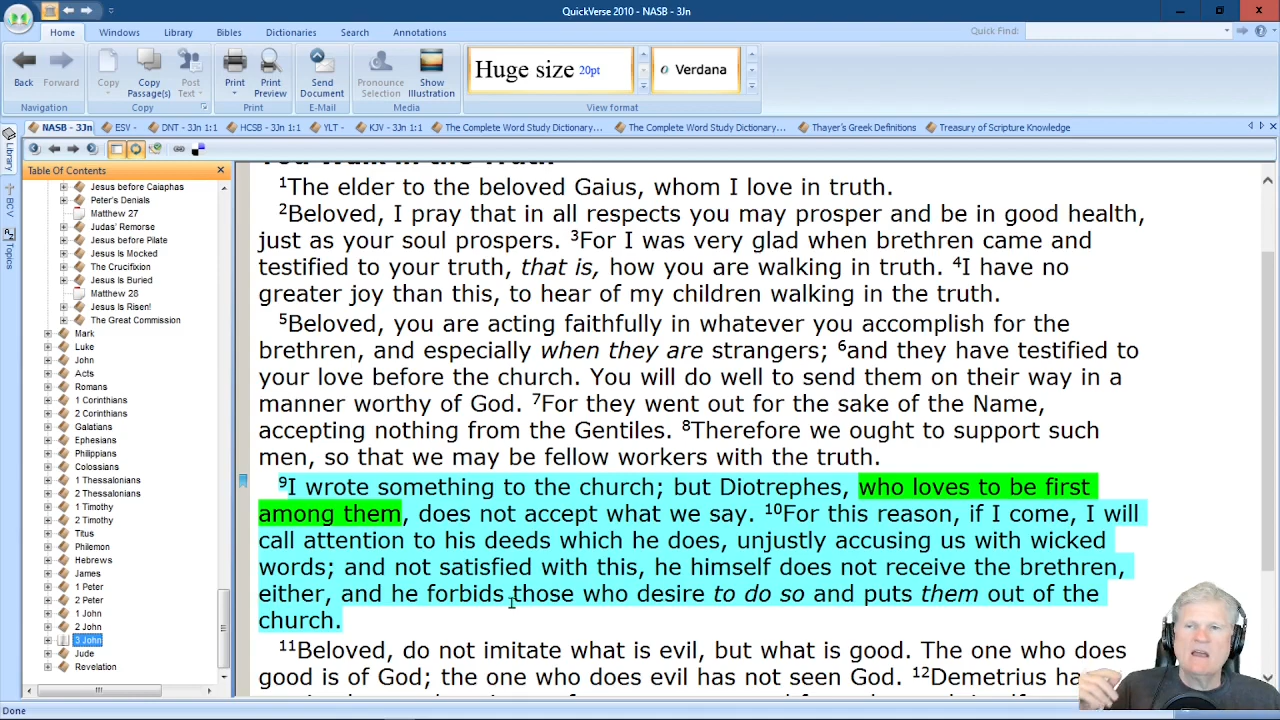 QuickVerse 2010 - NASB - 3Jn
Home Windows Library Bibles Dictionaries Search Annotations
Quick Find:
Back Forward Copy Copy Passage(s) Post Text Print Print Preview Send Document Pronounce Selection Show Illustration Huge size 20pt Verdana
Navigation Copy Print E-Mail Media View format
NASB - 3Jn ESV - DNT - 3Jn 1:1 HCSB - 3Jn 1:1 YLT - KJV - 3Jn 1:1 The Complete Word Study Dictionary... The Complete Word Study Dictionary... Thayer's Greek Definitions Treasury of Scripture Knowledge
Library
BCV
Topics
Table Of Contents
Jesus before Caiaphas
Peter's Denials
Matthew 27
Judas' Remorse
Jesus before Pilate
Jesus Is Mocked
The Crucifixion
Jesus Is Buried
Matthew 28
Jesus Is Risen!
The Great Commission
Mark
Luke
John
Acts
Romans
1 Corinthians
2 Corinthians
Galatians
Ephesians
Philippians
Colossians
1 Thessalonians
2 Thessalonians
1 Timothy
2 Timothy
Titus
Philemon
Hebrews
James
1 Peter
2 Peter
1 John
2 John
3 John
Jude
Revelation
You Walk in the Truth
1The elder to the beloved Gaius, whom I love in truth.
2Beloved, I pray that in all respects you may prosper and be in good health,
just as your soul prospers. 3For I was very glad when brethren came and
testified to your truth, that is, how you are walking in truth. 4I have no
greater joy than this, to hear of my children walking in the truth.
5Beloved, you are acting faithfully in whatever you accomplish for the
brethren, and especially when they are strangers; 6and they have testified to
your love before the church. You will do well to send them on their way in a
manner worthy of God. 7For they went out for the sake of the Name,
accepting nothing from the Gentiles. 8Therefore we ought to support such
men, so that we may be fellow workers with the truth.
9I wrote something to the church; but Diotrephes, who loves to be first
among them, does not accept what we say. 10For this reason, if I come, I will
call attention to his deeds which he does, unjustly accusing us with wicked
words; and not satisfied with this, he himself does not receive the brethren,
either, and he forbids those who desire to do so and puts them out of the
church.
11Beloved, do not imitate what is evil, but what is good. The one who does
good is of God; the one who does evil has not seen God. 12Demetrius ha
Done